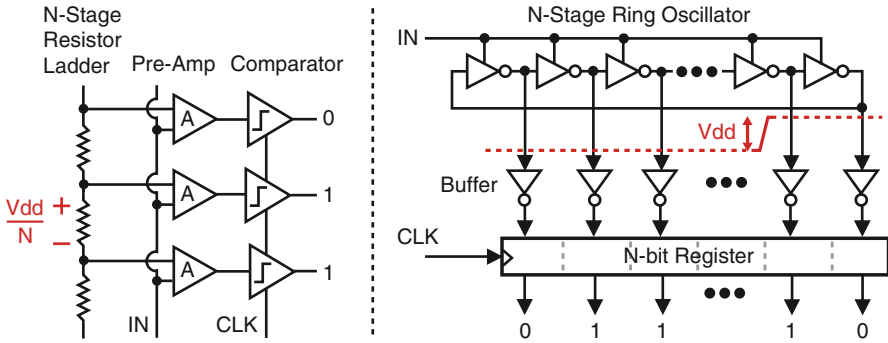 N-Stage
Resistor
Ladder
Pre-Amp
Comparator
A
0
A
1
A
1
Vdd
N
+
−
IN
CLK
N-Stage Ring Oscillator
IN
Vdd
Buffer
CLK
N-bit Register
0 1 1 1 0